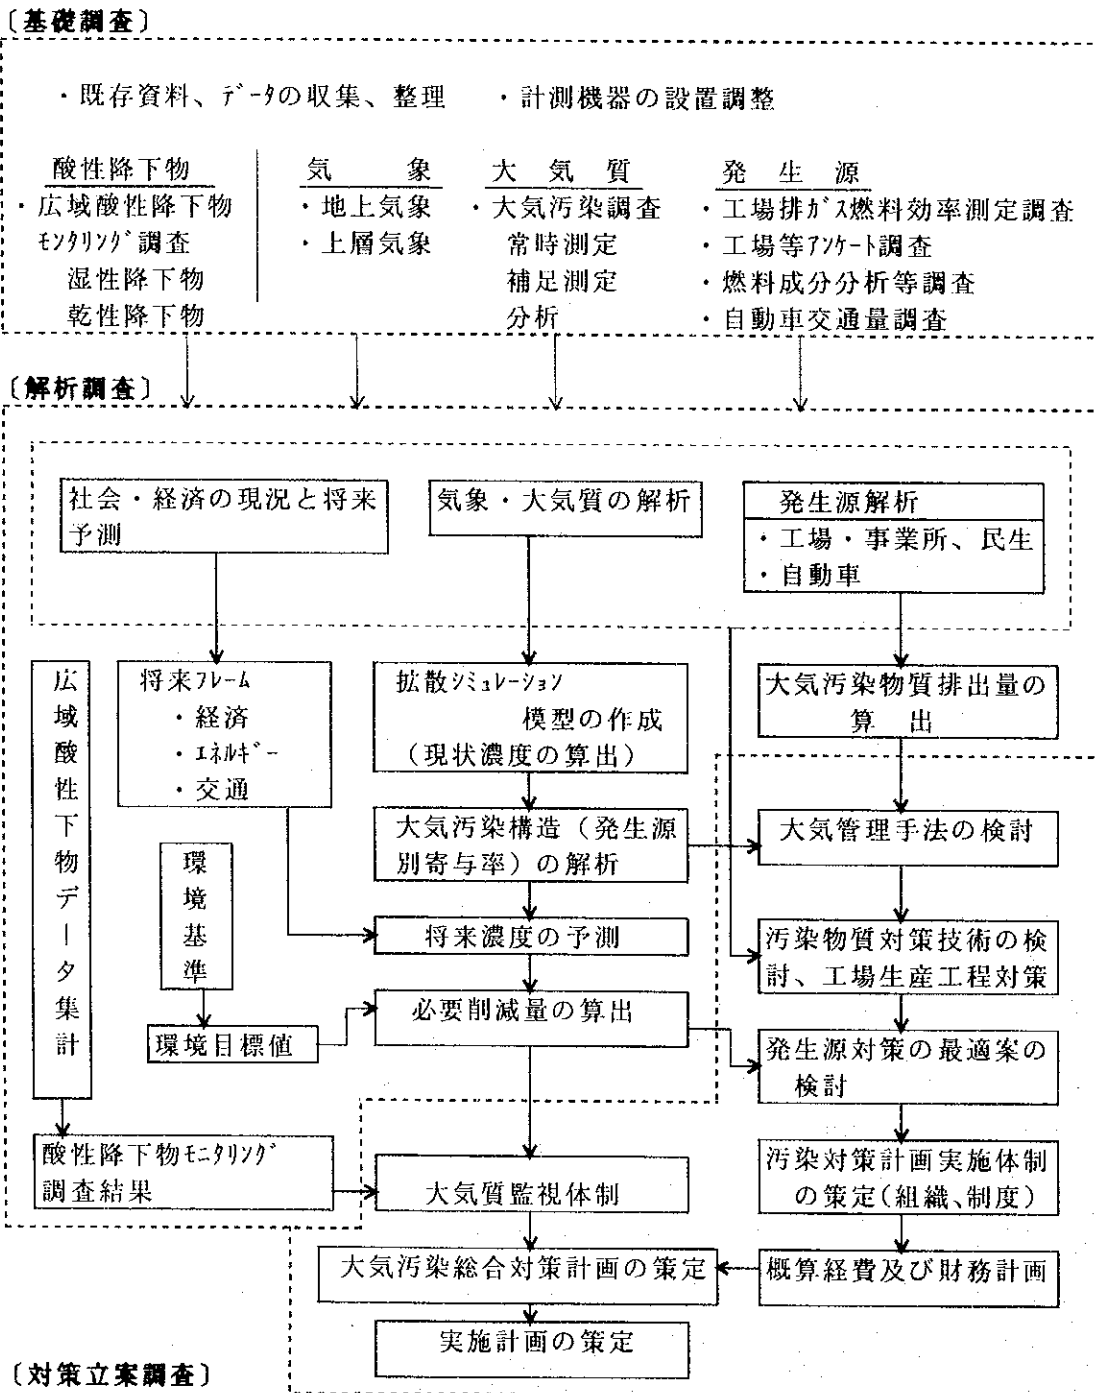 〔基礎調査〕
・既存資料、ﾃﾞｰﾀの収集、整理 ・計測機器の設置調整
酸性降下物
・広域酸性降下物
ﾓﾝﾀﾘﾝｸﾞ調査
湿性降下物
乾性降下物
気 象
・地上気象
・上層気象
大 気 質
・大気汚染調査
常時測定
補足測定
分析
発 生 源
・工場排ｶﾞｽ燃料効率測定調査
・工場等ｱﾝｹｰﾄ調査
・燃料成分分析等調査
・自動車交通量調査
〔解析調査〕
社会・経済の現況と将来
予測
気象・大気質の解析
発生源解析
・工場・事業所、民生
・自動車
広域酸性下物データ集計
将来ﾌﾚｰﾑ
・経済
・ｴﾈﾙｷﾞｰ
・交通
拡散ｼﾐｭﾚｰｼｮﾝ
模型の作成
（現状濃度の算出）
大気汚染物質排出量の
算 出
環境基準
大気汚染構造（発生源
別寄与率）の解析
大気管理手法の検討
将来濃度の予測
汚染物質対策技術の検
討、工場生産工程対策
環境目標値
必要削減量の算出
発生源対策の最適案の
検討
酸性降下物ﾓﾆﾀﾘﾝｸﾞ
調査結果
大気質監視体制
汚染対策計画実施体制
の策定(組織、制度)
大気汚染総合対策計画の策定
概算経費及び財務計画
実施計画の策定
〔対策立案調査〕